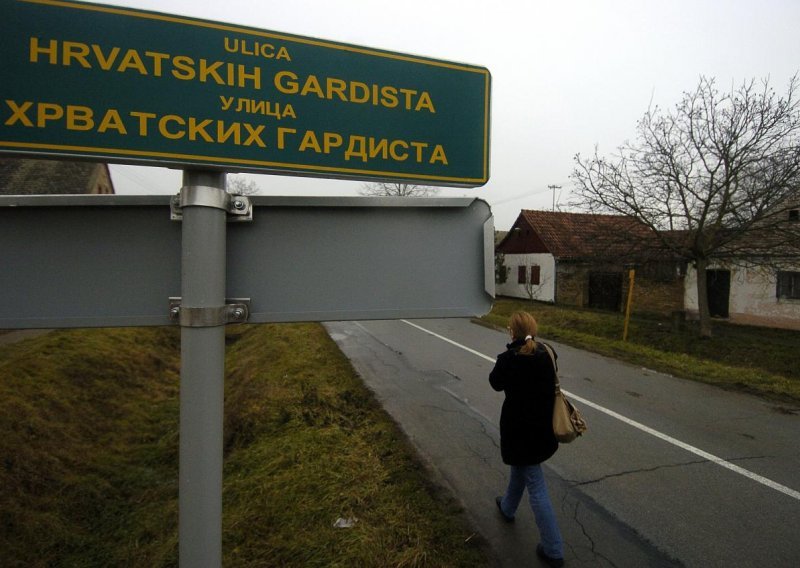 ULICA
HRVATSKIH GARDISTA
УЛИЦА
ХРВАТСКИХ ГАРДИСТА